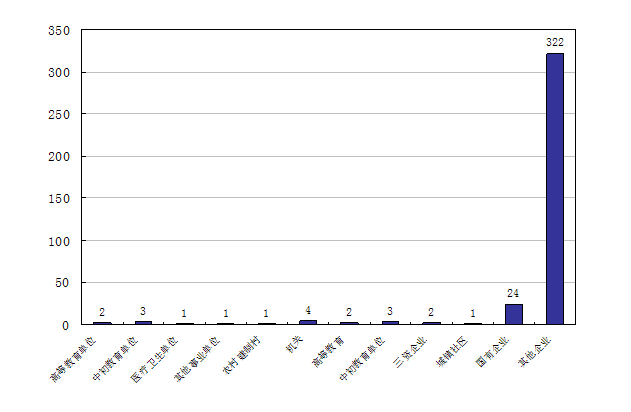 350
300
250
200
150
100
50
0
2
3
1
1
1
4
2
3
2
1
24
322
高等教育单位
中初教育单位
医疗卫生单位
其他事业单位
农村建制村
机关
高等教育
中初教育单位
三资企业
城镇社区
国有企业
其他企业